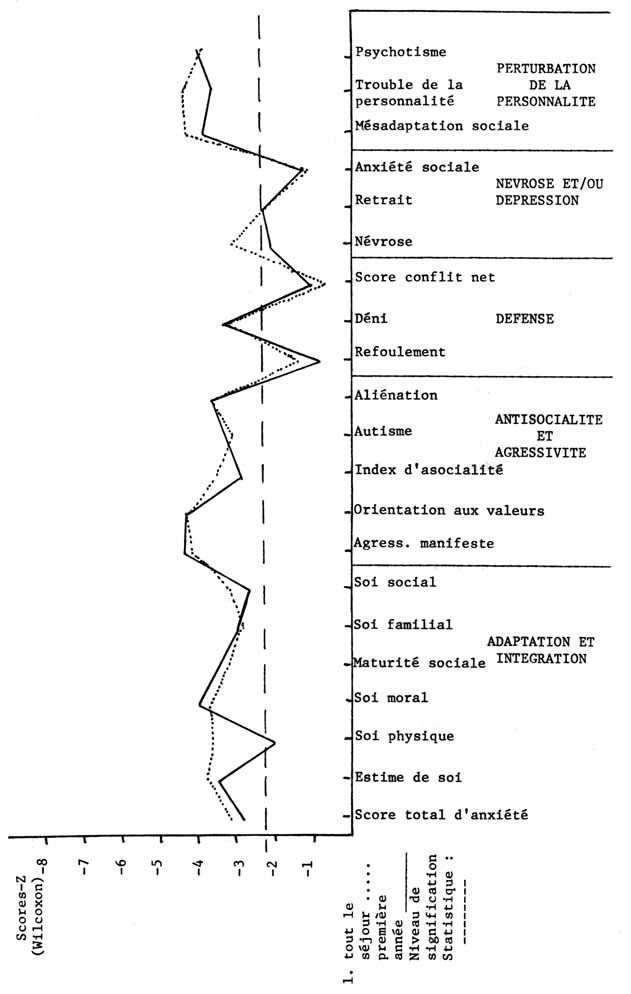 Psychotisme
PERTURBATION
Trouble de la
DE LA
personnalité
PERSONNALITE
Mésadaptation sociale
Anxiété sociale
NEVROSE ET/OU
Retrait
DEPRESSION
Névrose
Score conflit net
Déni
DEFENSE
Refoulement
Aliénation
ANTISOCIALITE
Autisme
ET
AGRESSIVITE
Index d'asocialité
Orientation aux valeurs
Agress. manifeste
Soi social
Soi familial
ADAPTATION ET
Maturité sociale
INTEGRATION
Soi moral
Soi physique
Estime de soi
Score total d'anxiété
Scores-Z
(Wilcoxon)
-8
-7
-6
-5
-4
-3
-2
-1
1. tout le
séjour .....
première
année
Niveau de
signification
Statistique :
--------